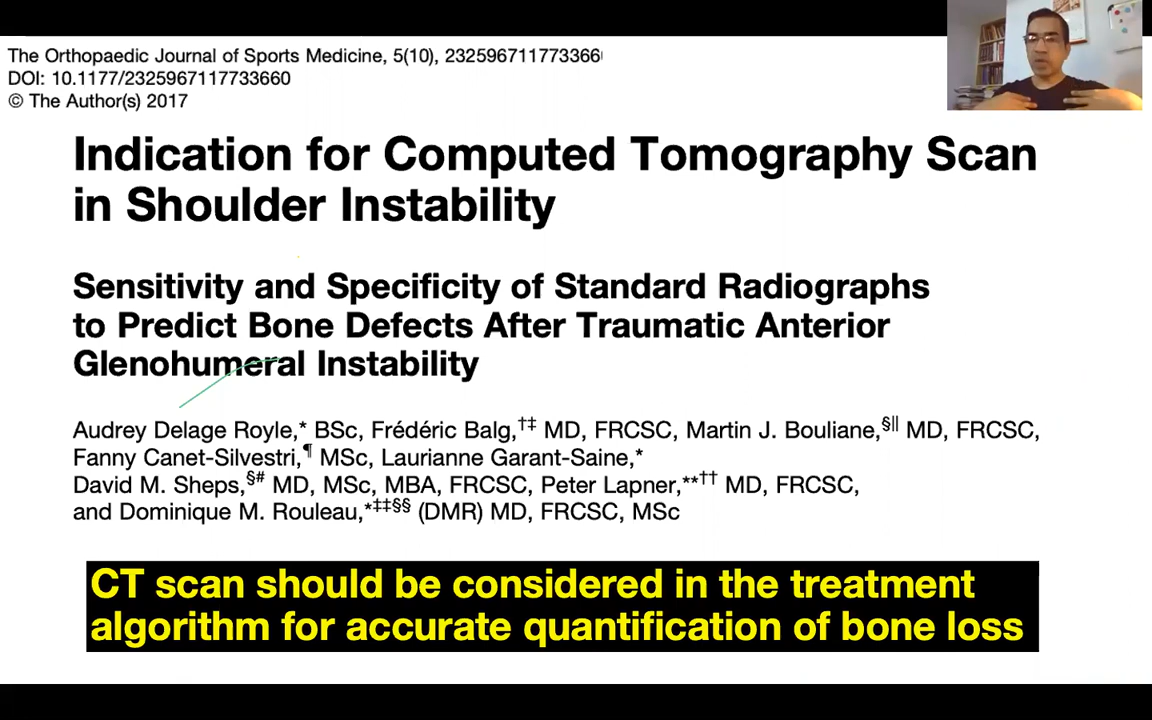 The Orthopaedic Journal of Sports Medicine, 5(10), 2325967117733660
DOI: 10.1177/2325967117733660
© The Author(s) 2017
Indication for Computed Tomography Scan
in Shoulder Instability
Sensitivity and Specificity of Standard Radiographs
to Predict Bone Defects After Traumatic Anterior
Glenohumeral Instability
Audrey Delage Royle,* BSc, Frédéric Balg,†‡ MD, FRCSC, Martin J. Bouliane,§|| MD, FRCSC,
Fanny Canet-Silvestri,¶ MSc, Laurianne Garant-Saine,*
David M. Sheps,§# MD, MSc, MBA, FRCSC, Peter Lapner,**†† MD, FRCSC,
and Dominique M. Rouleau,*‡‡§§ (DMR) MD, FRCSC, MSc
CT scan should be considered in the treatment
algorithm for accurate quantification of bone loss